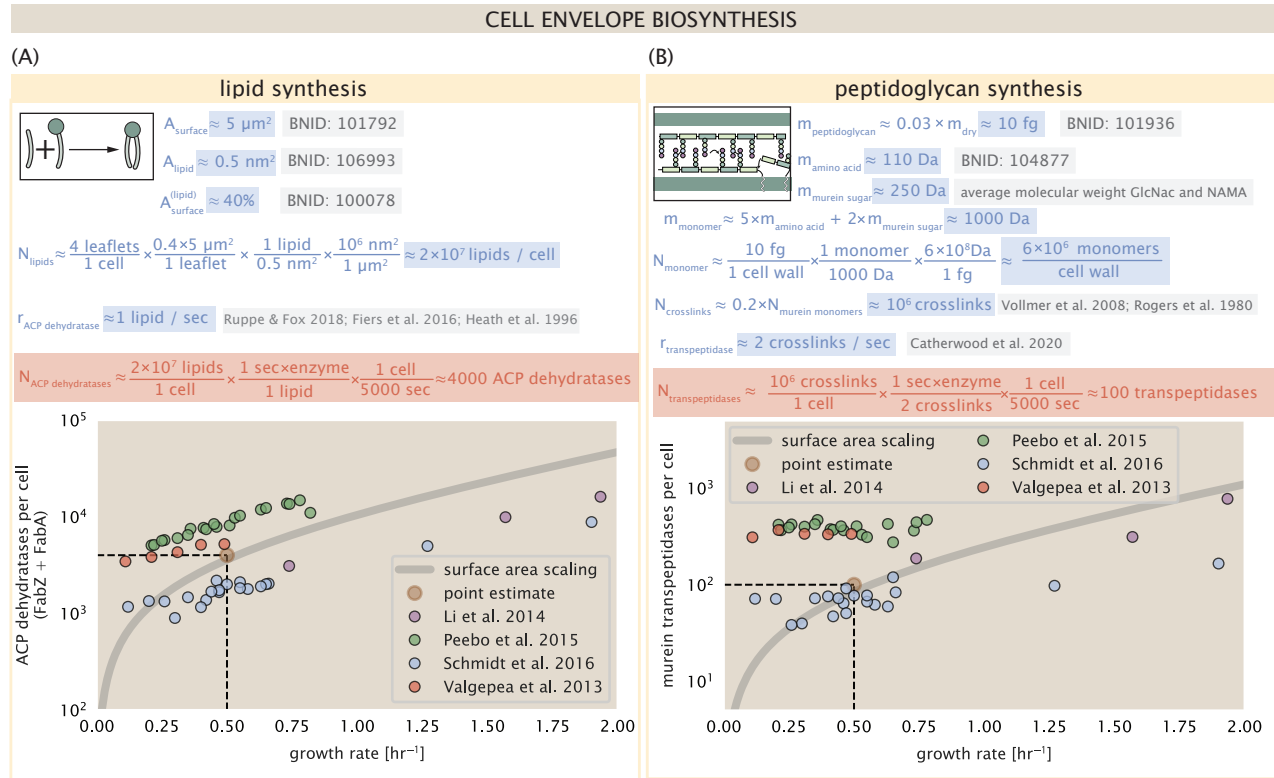 CELL ENVELOPE BIOSYNTHESIS
(A)
lipid synthesis
A_surface ≈ 5 µm² BNID: 101792
A_lipid ≈ 0.5 nm² BNID: 106993
A_surface^(lipid) ≈ 40% BNID: 100078
N_lipids ≈ 4 leaflets/1 cell × 0.4×5 µm²/1 leaflet × 1 lipid/0.5 nm² × 10⁶ nm²/1 µm² ≈ 2×10⁷ lipids / cell
r_ACP dehydratase ≈1 lipid / sec Ruppe & Fox 2018; Fiers et al. 2016; Heath et al. 1996
N_ACP dehydratases ≈ 2×10⁷ lipids/1 cell × 1 sec×enzyme/1 lipid × 1 cell/5000 sec ≈4000 ACP dehydratases
ACP dehydratases per cell
(FabZ + FabA)
10⁵
10⁴
10³
10²
surface area scaling
point estimate
Li et al. 2014
Peebo et al. 2015
Schmidt et al. 2016
Valgepea et al. 2013
0.00 0.25 0.50 0.75 1.00 1.25 1.50 1.75 2.00
growth rate [hr⁻¹]
(B)
peptidoglycan synthesis
m_peptidoglycan ≈ 0.03 × m_dry ≈ 10 fg BNID: 101936
m_amino acid ≈ 110 Da BNID: 104877
m_murein sugar ≈ 250 Da average molecular weight GlcNac and NAMA
m_monomer ≈ 5×m_amino acid + 2×m_murein sugar ≈ 1000 Da
N_monomer ≈ 10 fg/1 cell wall × 1 monomer/1000 Da × 6×10⁸Da/1 fg ≈ 6×10⁶ monomers/cell wall
N_crosslinks ≈ 0.2×N_murein monomers ≈ 10⁶ crosslinks Vollmer et al. 2008; Rogers et al. 1980
r_transpeptidase ≈ 2 crosslinks / sec Catherwood et al. 2020
N_transpeptidases ≈ 10⁶ crosslinks/1 cell × 1 sec×enzyme/2 crosslinks × 1 cell/5000 sec ≈100 transpeptidases
murein transpeptidases per cell
10³
10²
10¹
surface area scaling
point estimate
Li et al. 2014
Peebo et al. 2015
Schmidt et al. 2016
Valgepea et al. 2013
0.00 0.25 0.50 0.75 1.00 1.25 1.50 1.75 2.00
growth rate [hr⁻¹]